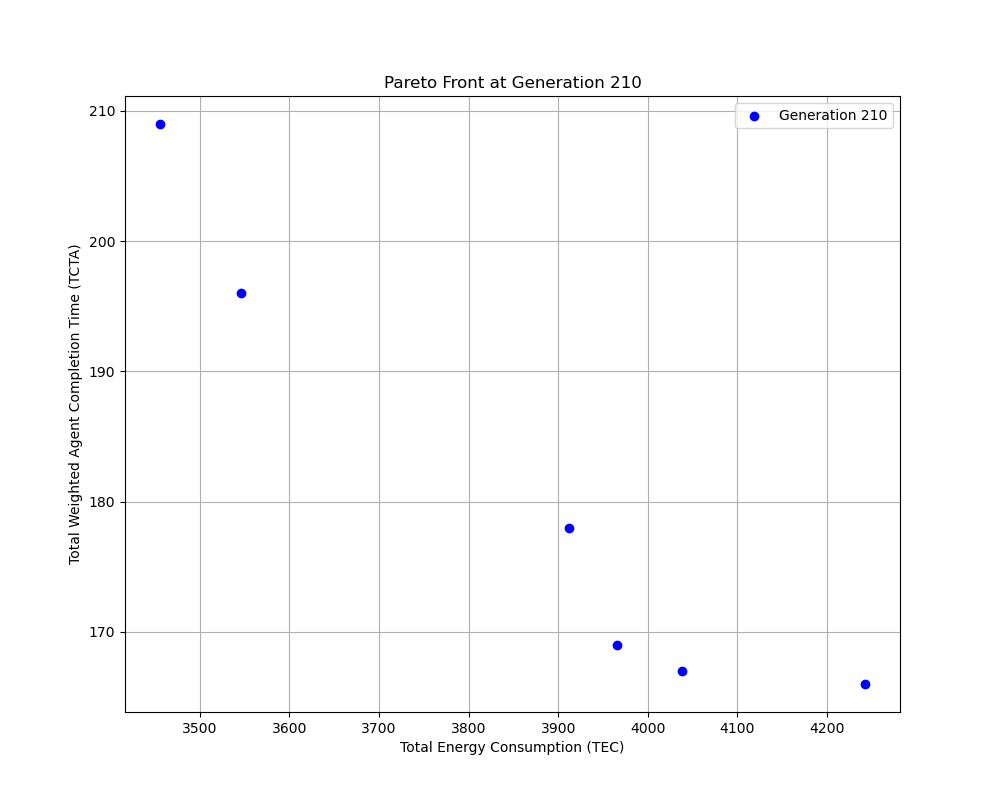 Pareto Front at Generation 210
Generation 210
Total Weighted Agent Completion Time (TCTA)
210
200
190
180
170
3500 3600 3700 3800 3900 4000 4100 4200
Total Energy Consumption (TEC)